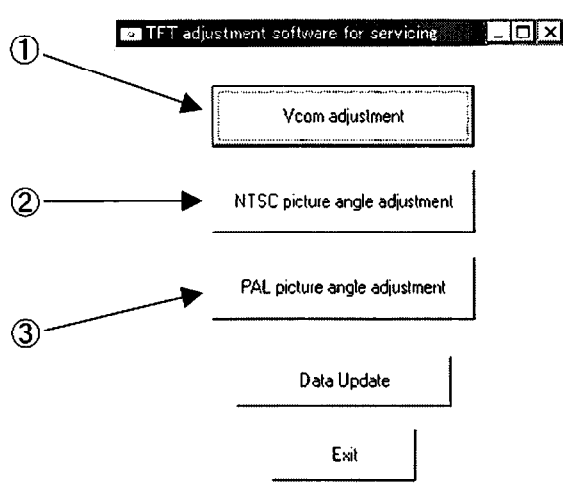 TFT adjustment software for servicing
① Vcom adjustment
② NTSC picture angle adjustment
PAL picture angle adjustment
③
Data Update
Exit